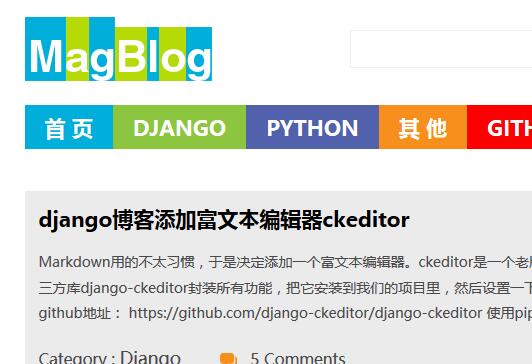 MagBlog
首页 DJANGO PYTHON 其他 GITH
django博客添加富文本编辑器ckeditor
Markdown用的不太习惯，于是决定添加一个富文本编辑器。ckeditor是一个老
三方库django-ckeditor封装所有功能，把它安装到我们的项目里，然后设置一下
github地址： https://github.com/django-ckeditor/django-ckeditor 使用pip
Category : Django 5 Comments